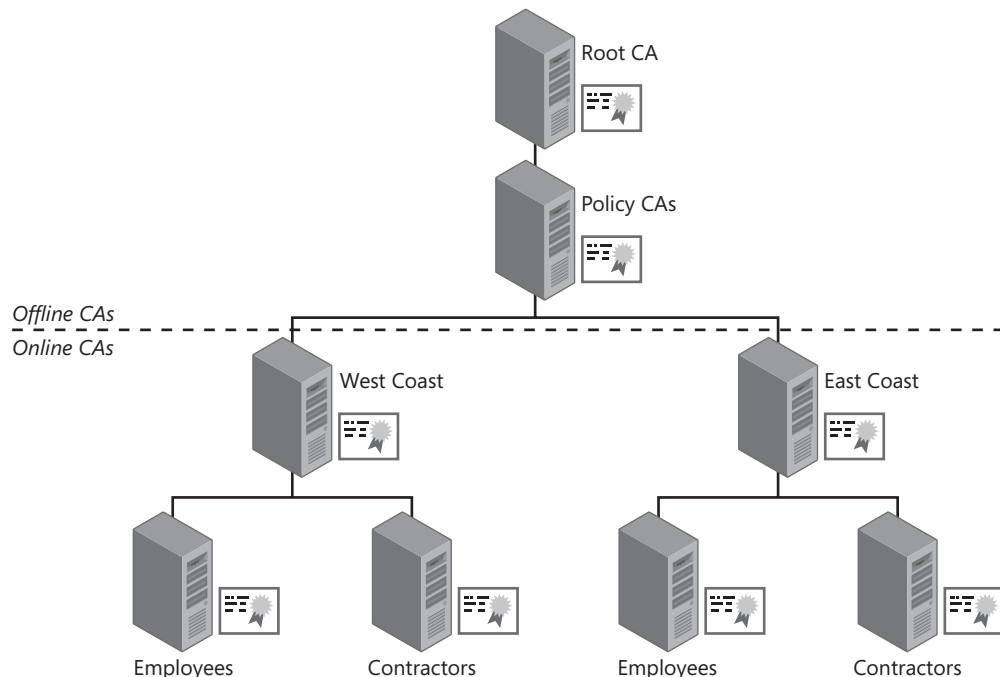 Root CA
Policy CAs
Offline CAs
Online CAs
West Coast
East Coast
Employees
Contractors
Employees
Contractors